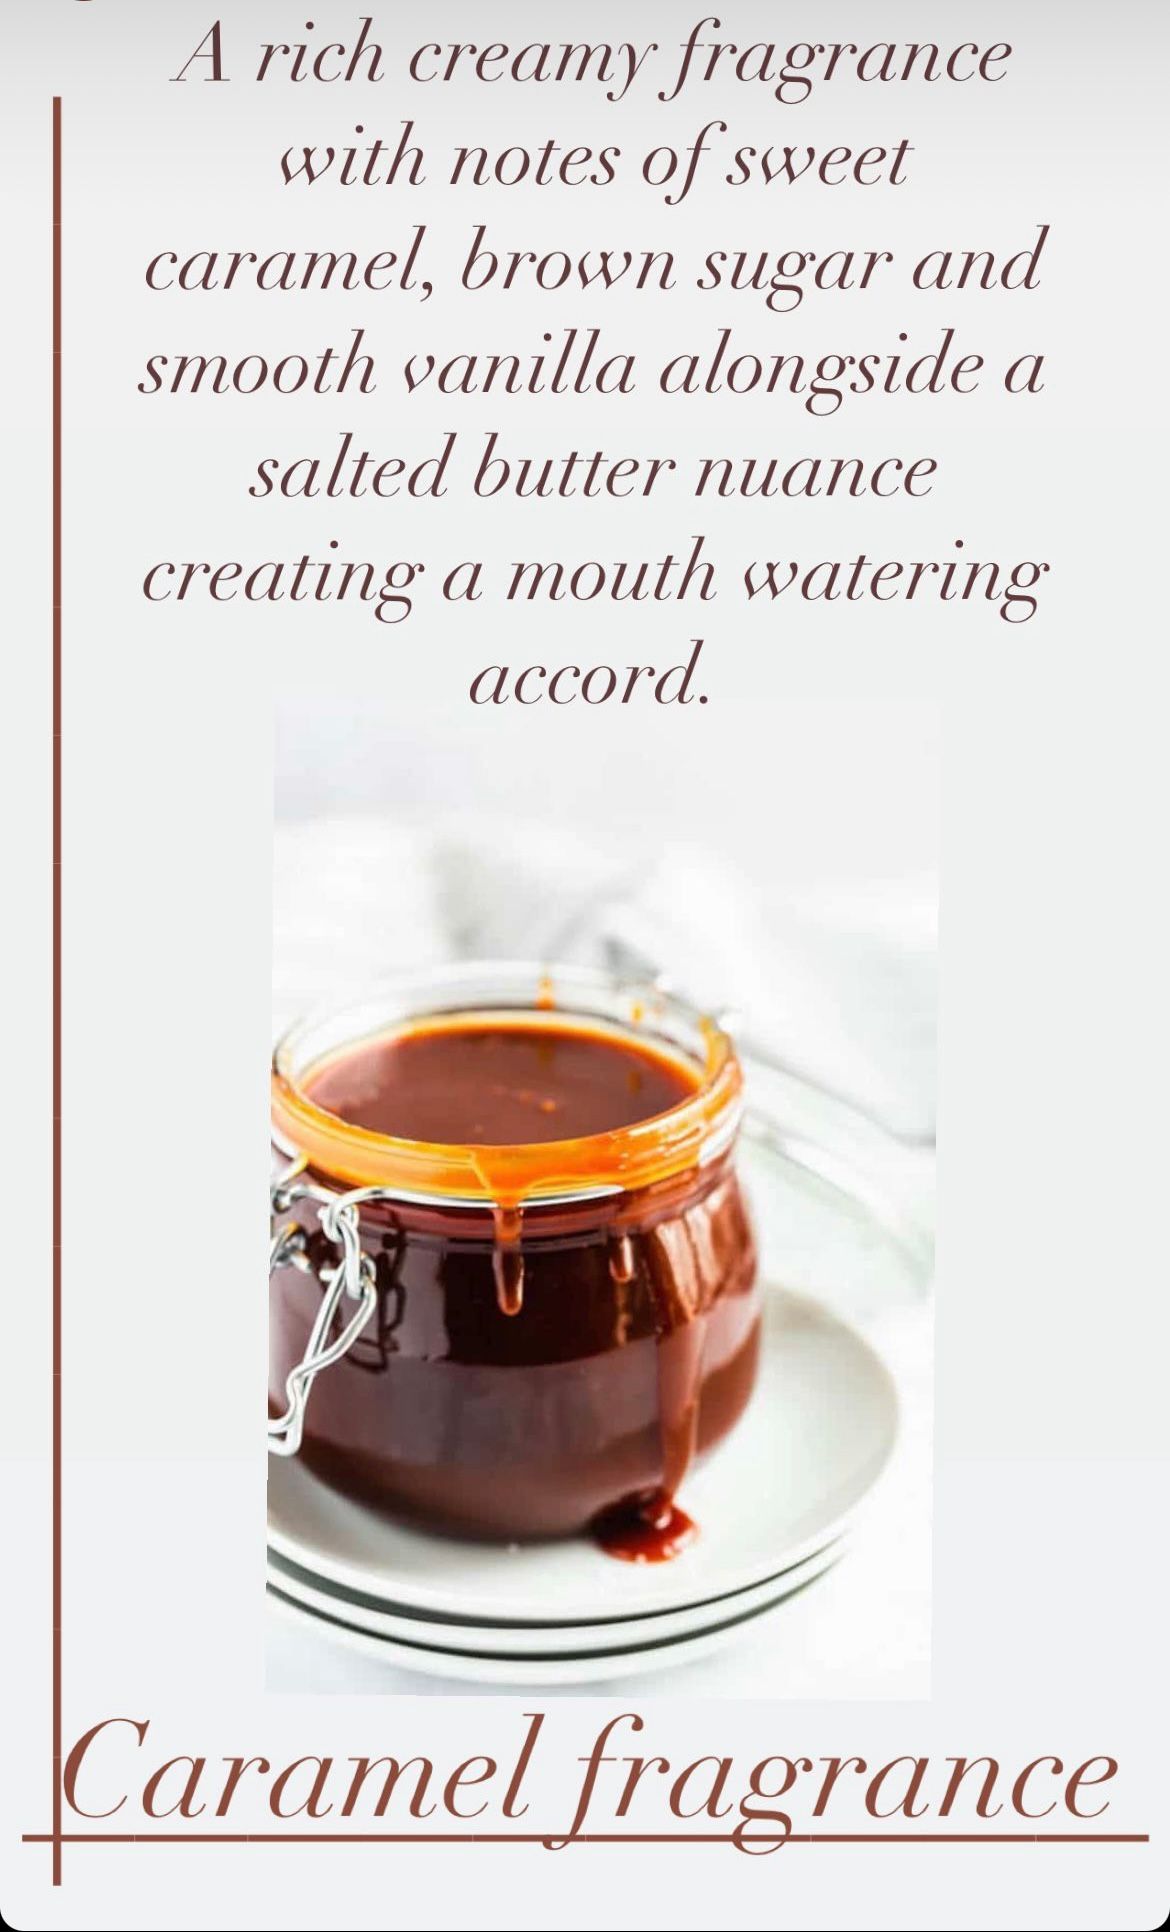 A rich creamy fragrance
with notes of sweet
caramel, brown sugar and
smooth vanilla alongside a
salted butter nuance
creating a mouth watering
accord.
Caramel fragrance